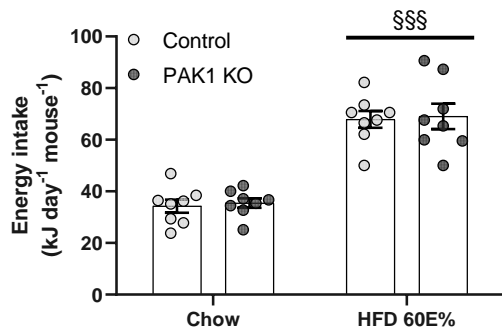 §§§
Control
PAK1 KO
Energy intake
(kJ day⁻¹ mouse⁻¹)
100
80
60
40
20
0
Chow
HFD 60E%